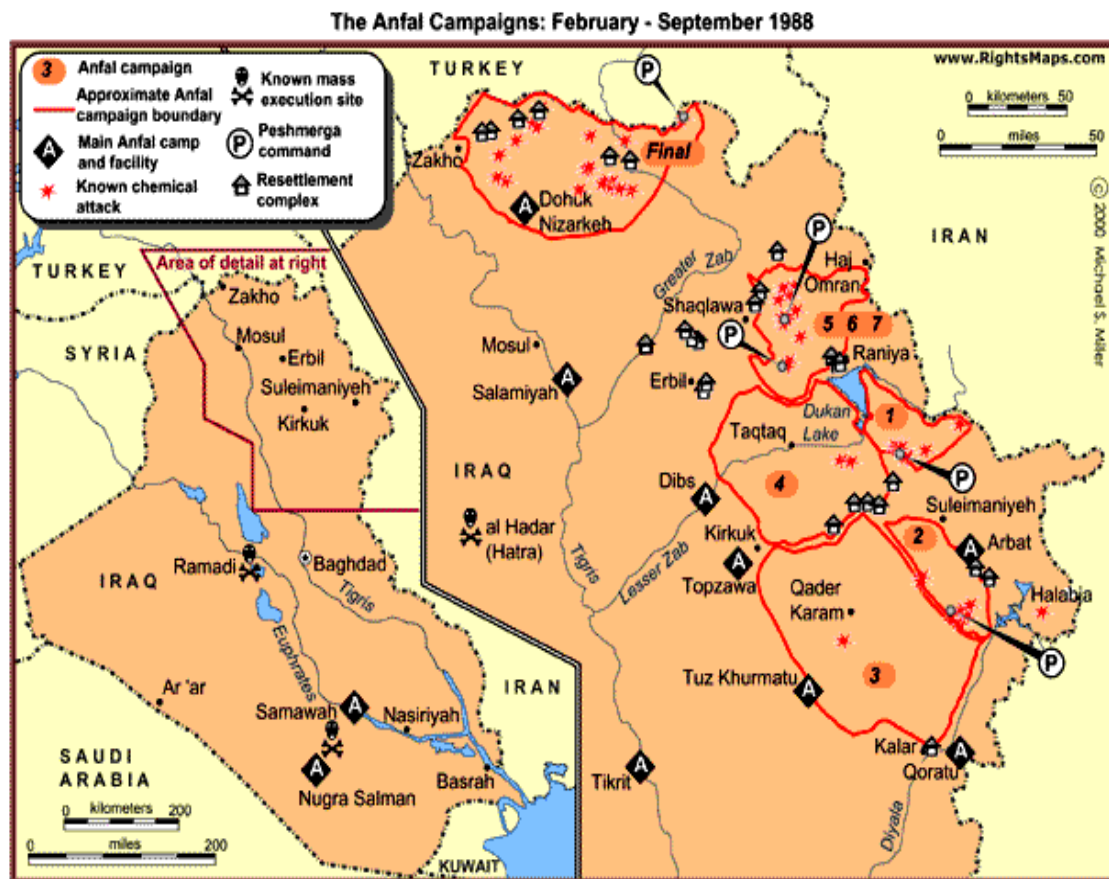 The Anfal Campaigns: February - September 1988
3
Anfal campaign
Approximate Anfal
campaign boundary
A
Main Anfal camp
and facility
Known chemical
attack
Known mass
execution site
P
Peshmerga
command
Resettlement
complex
www.RightsMaps.com
0 kilometers 50
0 miles 50
© 2000 Michael S. Miller
TURKEY
P
Zakho
Final
A
Dohuk
Nizarkeh
IRAN
Greater Zab
P
Haj
Omran
Shaqlawa
5 6 7
P
Raniya
Mosul
Erbil
A
Salamiyah
Dukan
Lake
1
Taqtaq
IRAQ
4
P
Dibs
A
Suleimaniyeh
al Hadar
(Hatra)
Kirkuk
2
A
Arbat
Tigris
Lesser Zab
A
Topzawa
Qader
Karam
Halabja
P
3
Tuz Khurmatu
A
Kalar
A
Qoratu
Tikrit
A
Diyala
Area of detail at right
TURKEY
Zakho
SYRIA
Mosul
Erbil
Suleimaniyeh
Kirkuk
IRAQ
Ramadi
Baghdad
Tigris
Euphrates
IRAN
Ar 'ar
Samawah
A
Nasiriyah
SAUDI
ARABIA
A
Nugra Salman
Basrah
0 kilometers 200
0 miles 200
KUWAIT